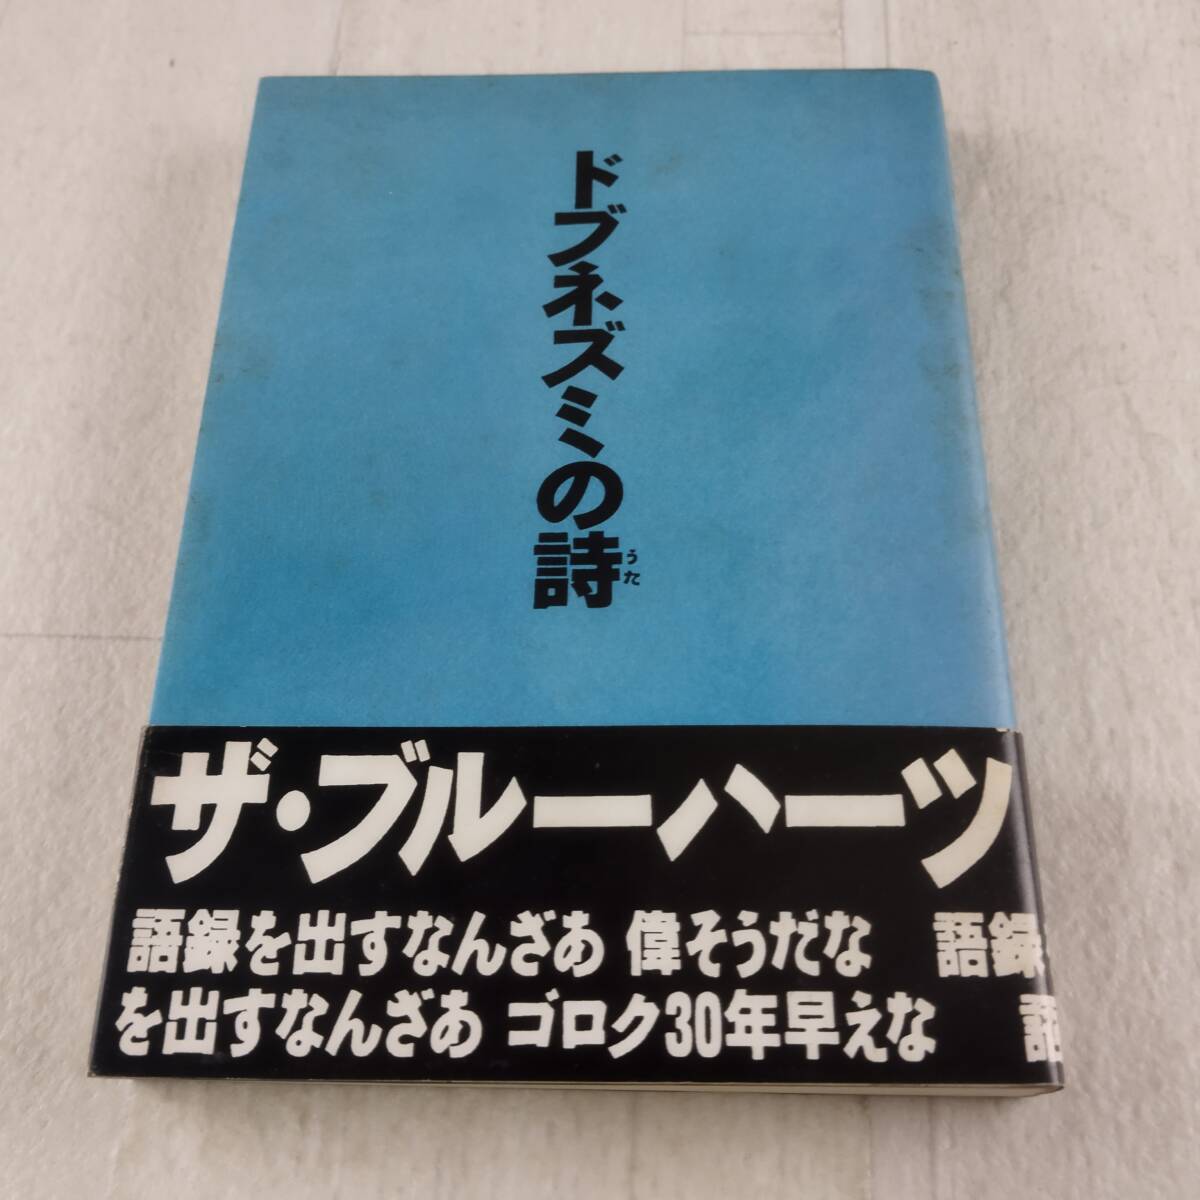 ドブネズミの詩
うた
ザ・ブルーハーツ
語録を出すなんざあ 偉そうだな 語録
を出すなんざあ ゴロク30年早えな 語